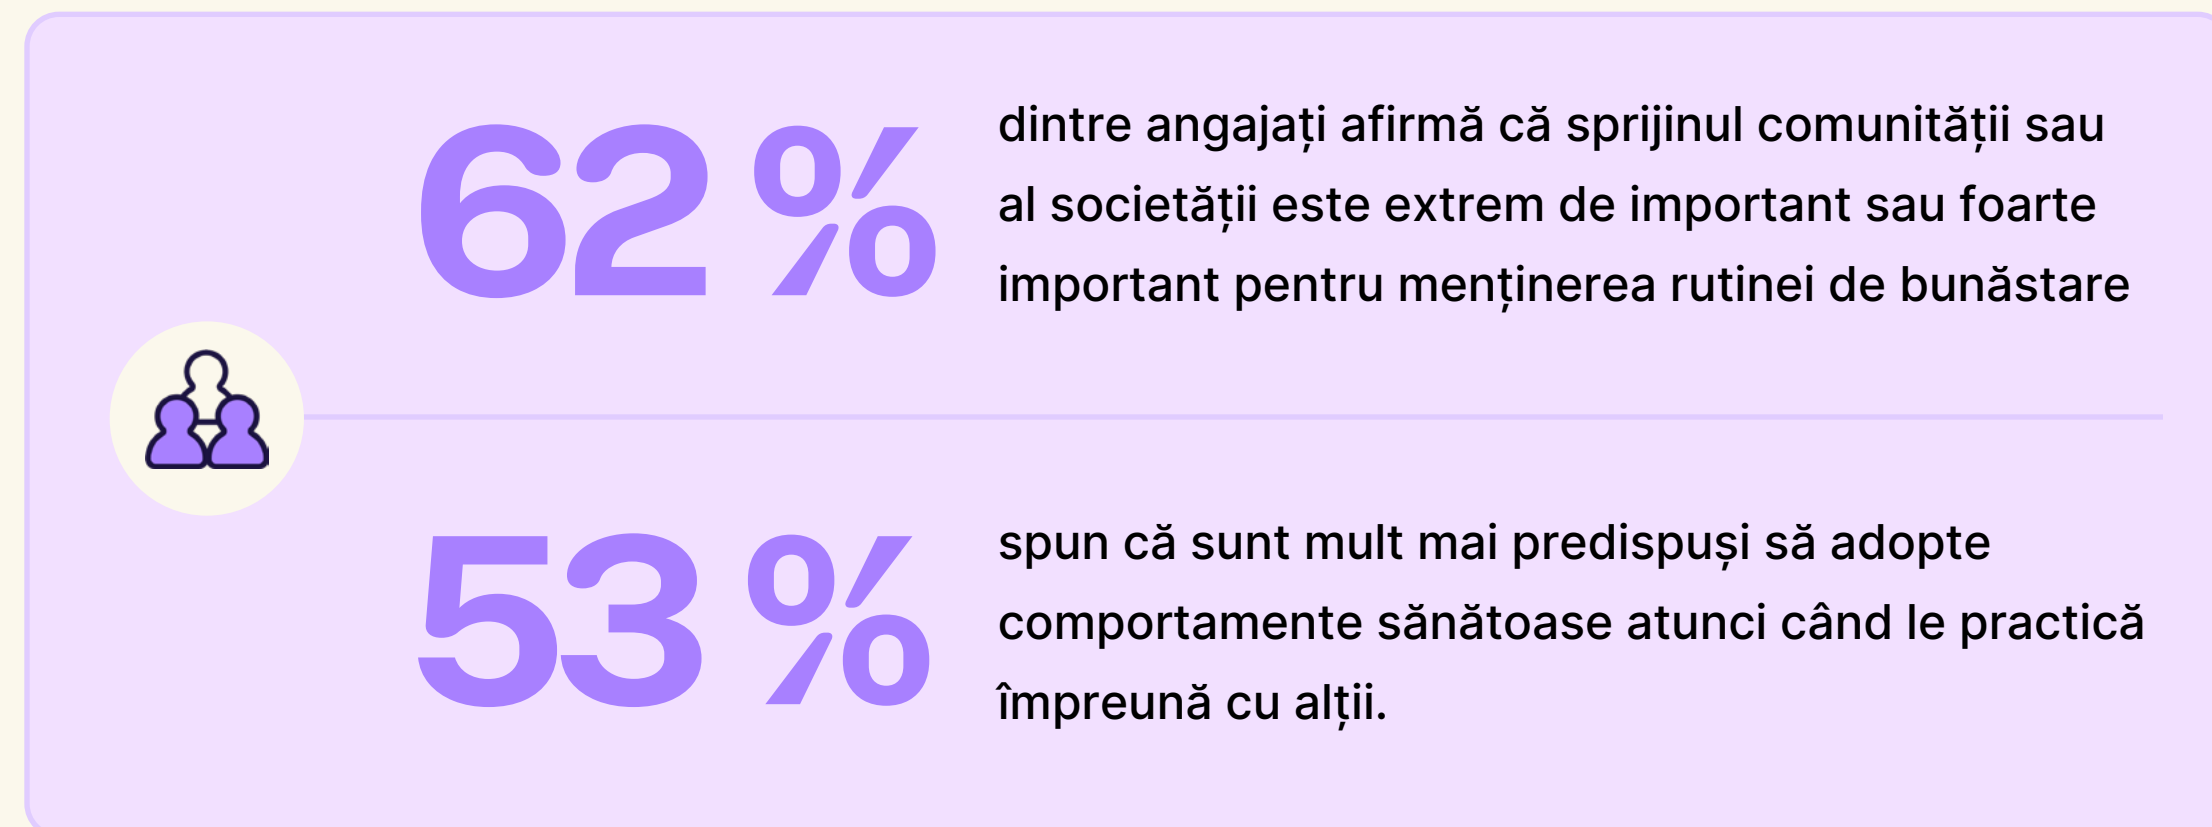 62 %
dintre angajați afirmă că sprijinul comunității sau
al societății este extrem de important sau foarte
important pentru menținerea rutinei de bunăstare
53 %
spun că sunt mult mai predispuși să adopte
comportamente sănătoase atunci când le practică
împreună cu alții.